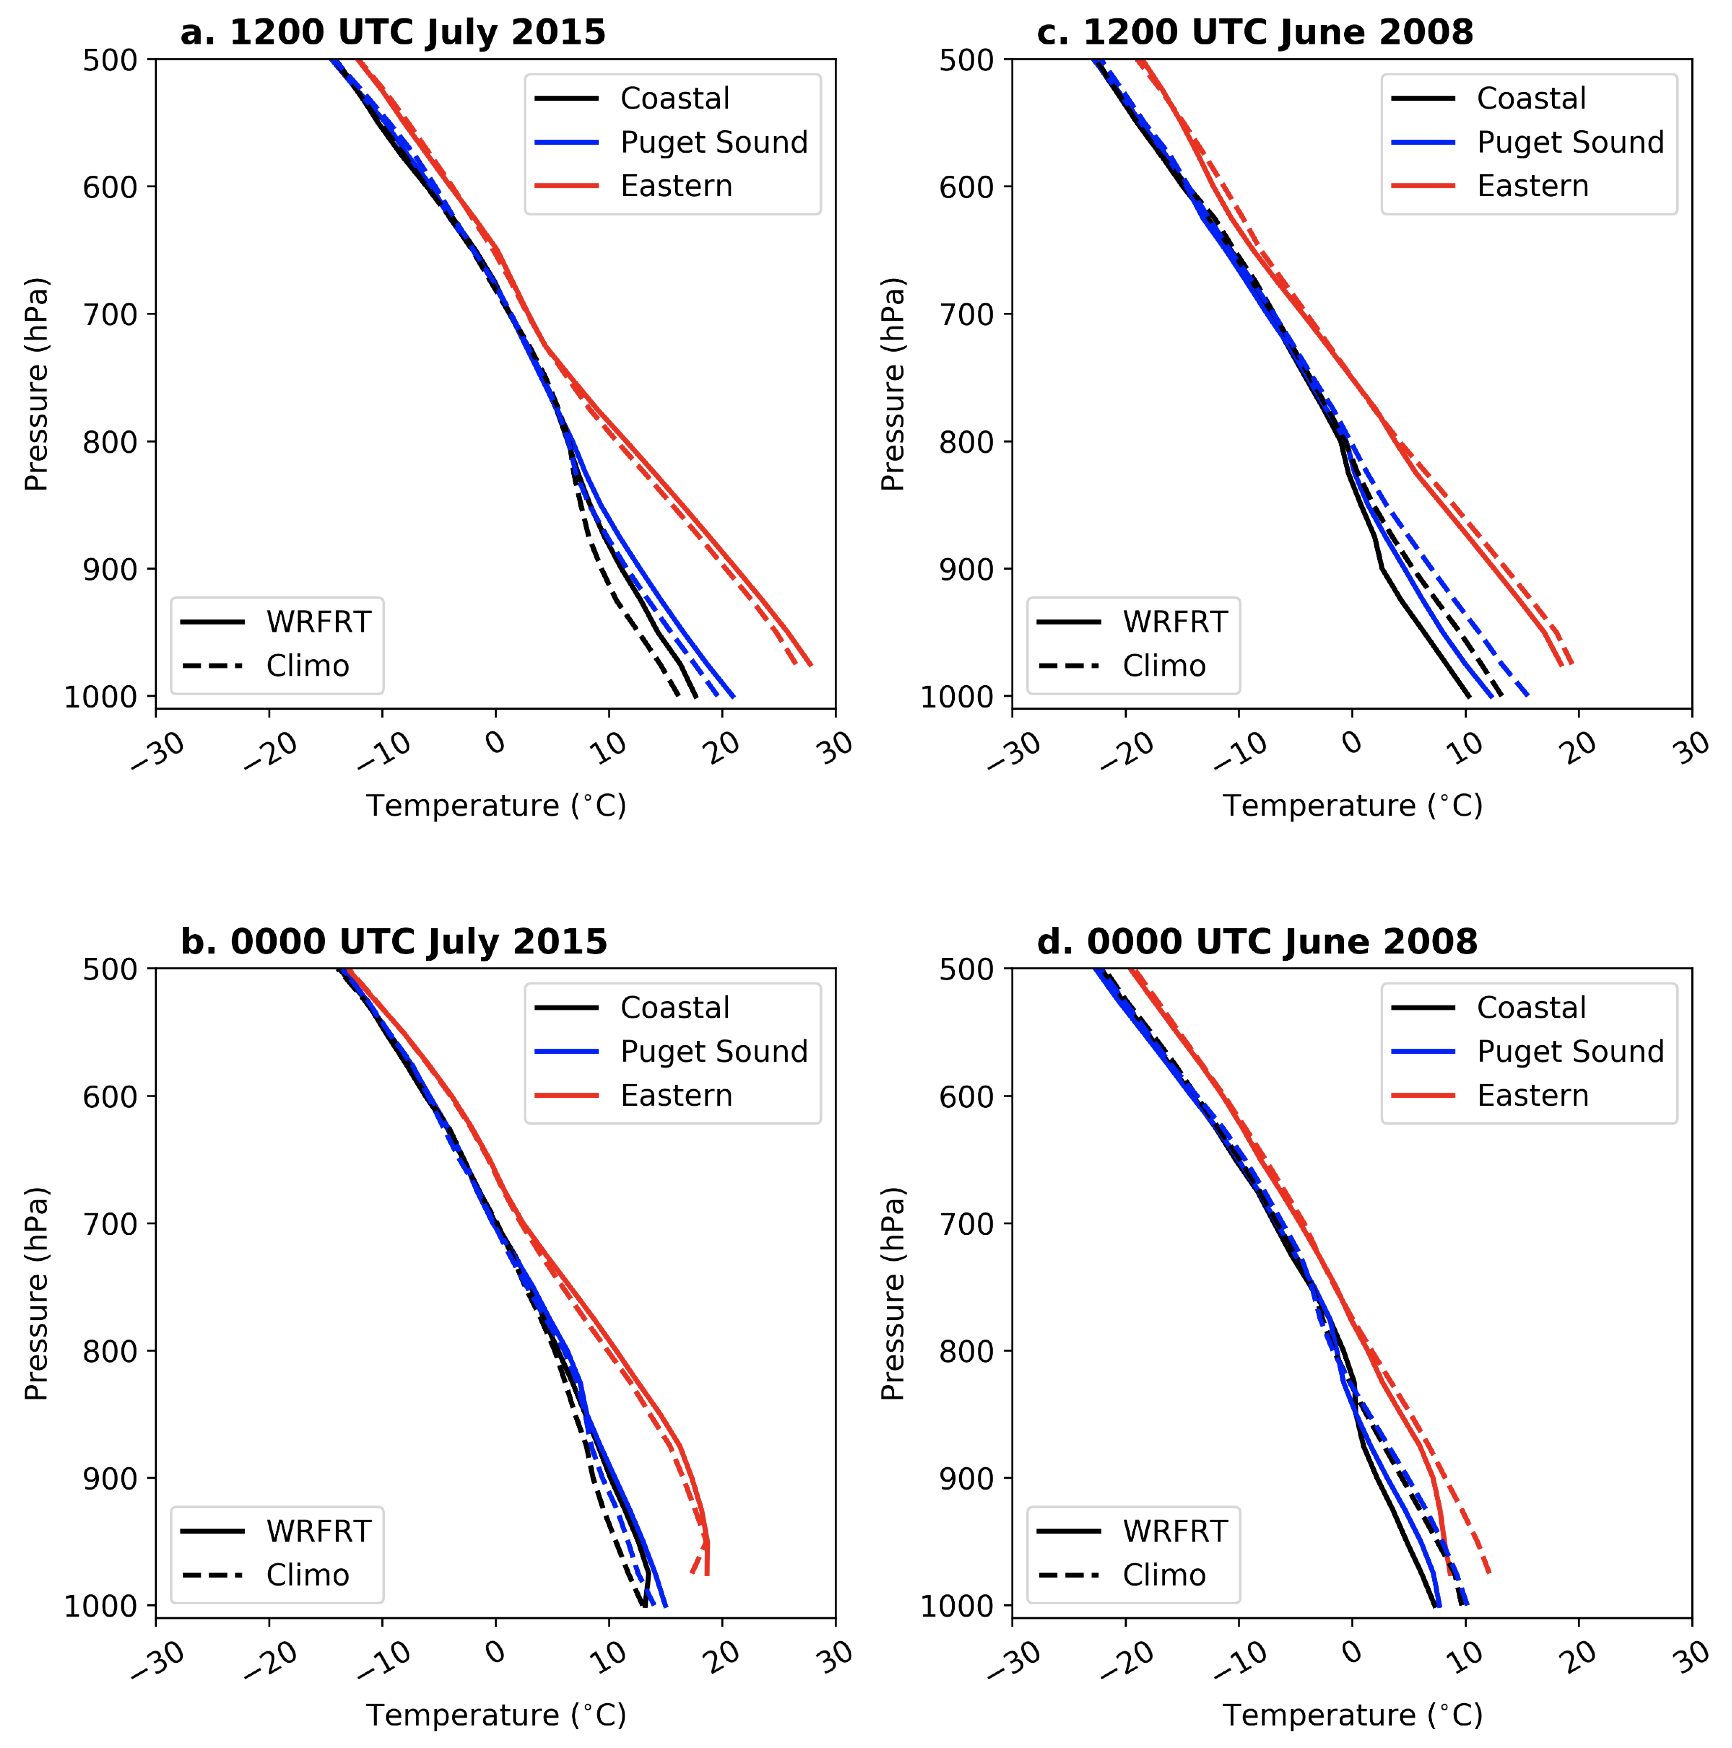 a. 1200 UTC July 2015
500
600
700
800
900
1000
Pressure (hPa)
−30
−20
−10
0
10
20
30
Temperature (°C)
Coastal
Puget Sound
Eastern
WRFRT
Climo
c. 1200 UTC June 2008
500
600
700
800
900
1000
Pressure (hPa)
−30
−20
−10
0
10
20
30
Temperature (°C)
Coastal
Puget Sound
Eastern
WRFRT
Climo
b. 0000 UTC July 2015
500
600
700
800
900
1000
Pressure (hPa)
−30
−20
−10
0
10
20
30
Temperature (°C)
Coastal
Puget Sound
Eastern
WRFRT
Climo
d. 0000 UTC June 2008
500
600
700
800
900
1000
Pressure (hPa)
−30
−20
−10
0
10
20
30
Temperature (°C)
Coastal
Puget Sound
Eastern
WRFRT
Climo